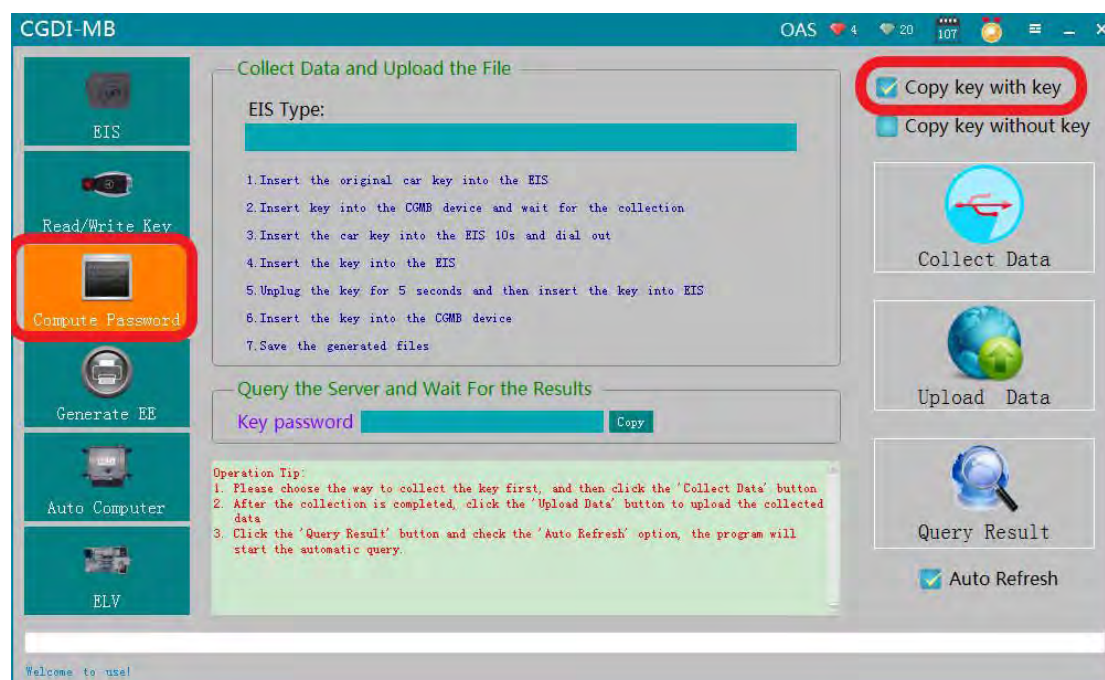 CGDI-MB
OAS 4 20 107
EIS
Read/Write Key
Compute Password
Generate EE
Auto Computer
ELV
Collect Data and Upload the File
EIS Type:
1.Insert the original car key into the EIS
2.Insert key into the CGMB device and wait for the collection
3.Insert the car key into the EIS 10s and dial out
4.Insert the key into the EIS
5.Unplug the key for 5 seconds and then insert the key into EIS
6.Insert the key into the CGMB device
7.Save the generated files
Query the Server and Wait For the Results
Key password
Copy
Operation Tip:
1. Please choose the way to collect the key first, and then click the 'Collect Data' button
2. After the collection is completed, click the 'Upload Data' button to upload the collected
data
3. Click the 'Query Result' button and check the 'Auto Refresh' option, the program will
start the automatic query.
Copy key with key
Copy key without key
Collect Data
Upload Data
Query Result
Auto Refresh
Welcome to use!